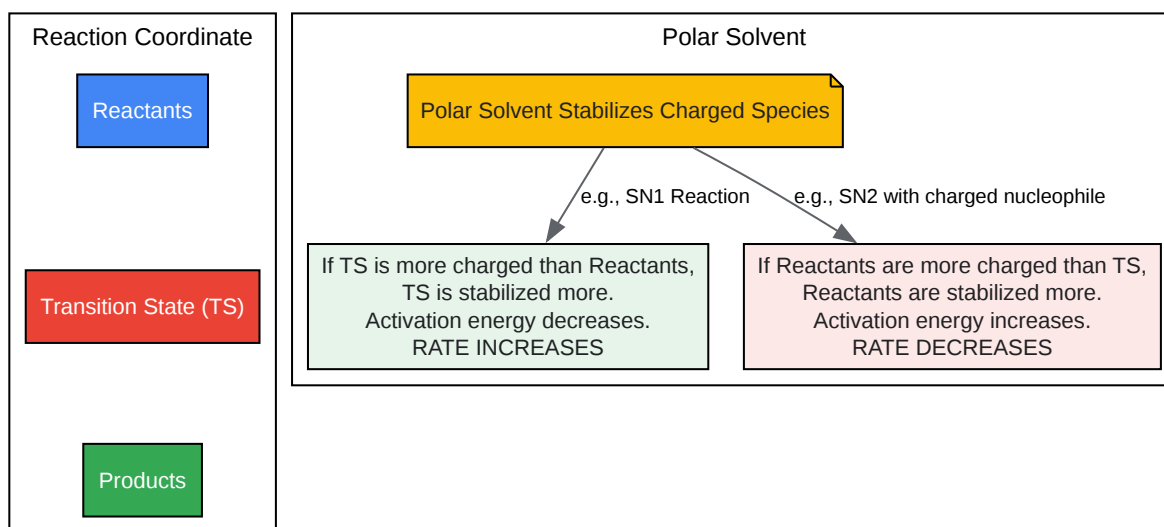 Reaction Coordinate
Reactants
Transition State (TS)
Products
Polar Solvent
Polar Solvent Stabilizes Charged Species
e.g., SN1 Reaction
e.g., SN2 with charged nucleophile
If TS is more charged than Reactants,
TS is stabilized more.
Activation energy decreases.
RATE INCREASES
If Reactants are more charged than TS,
Reactants are stabilized more.
Activation energy increases.
RATE DECREASES